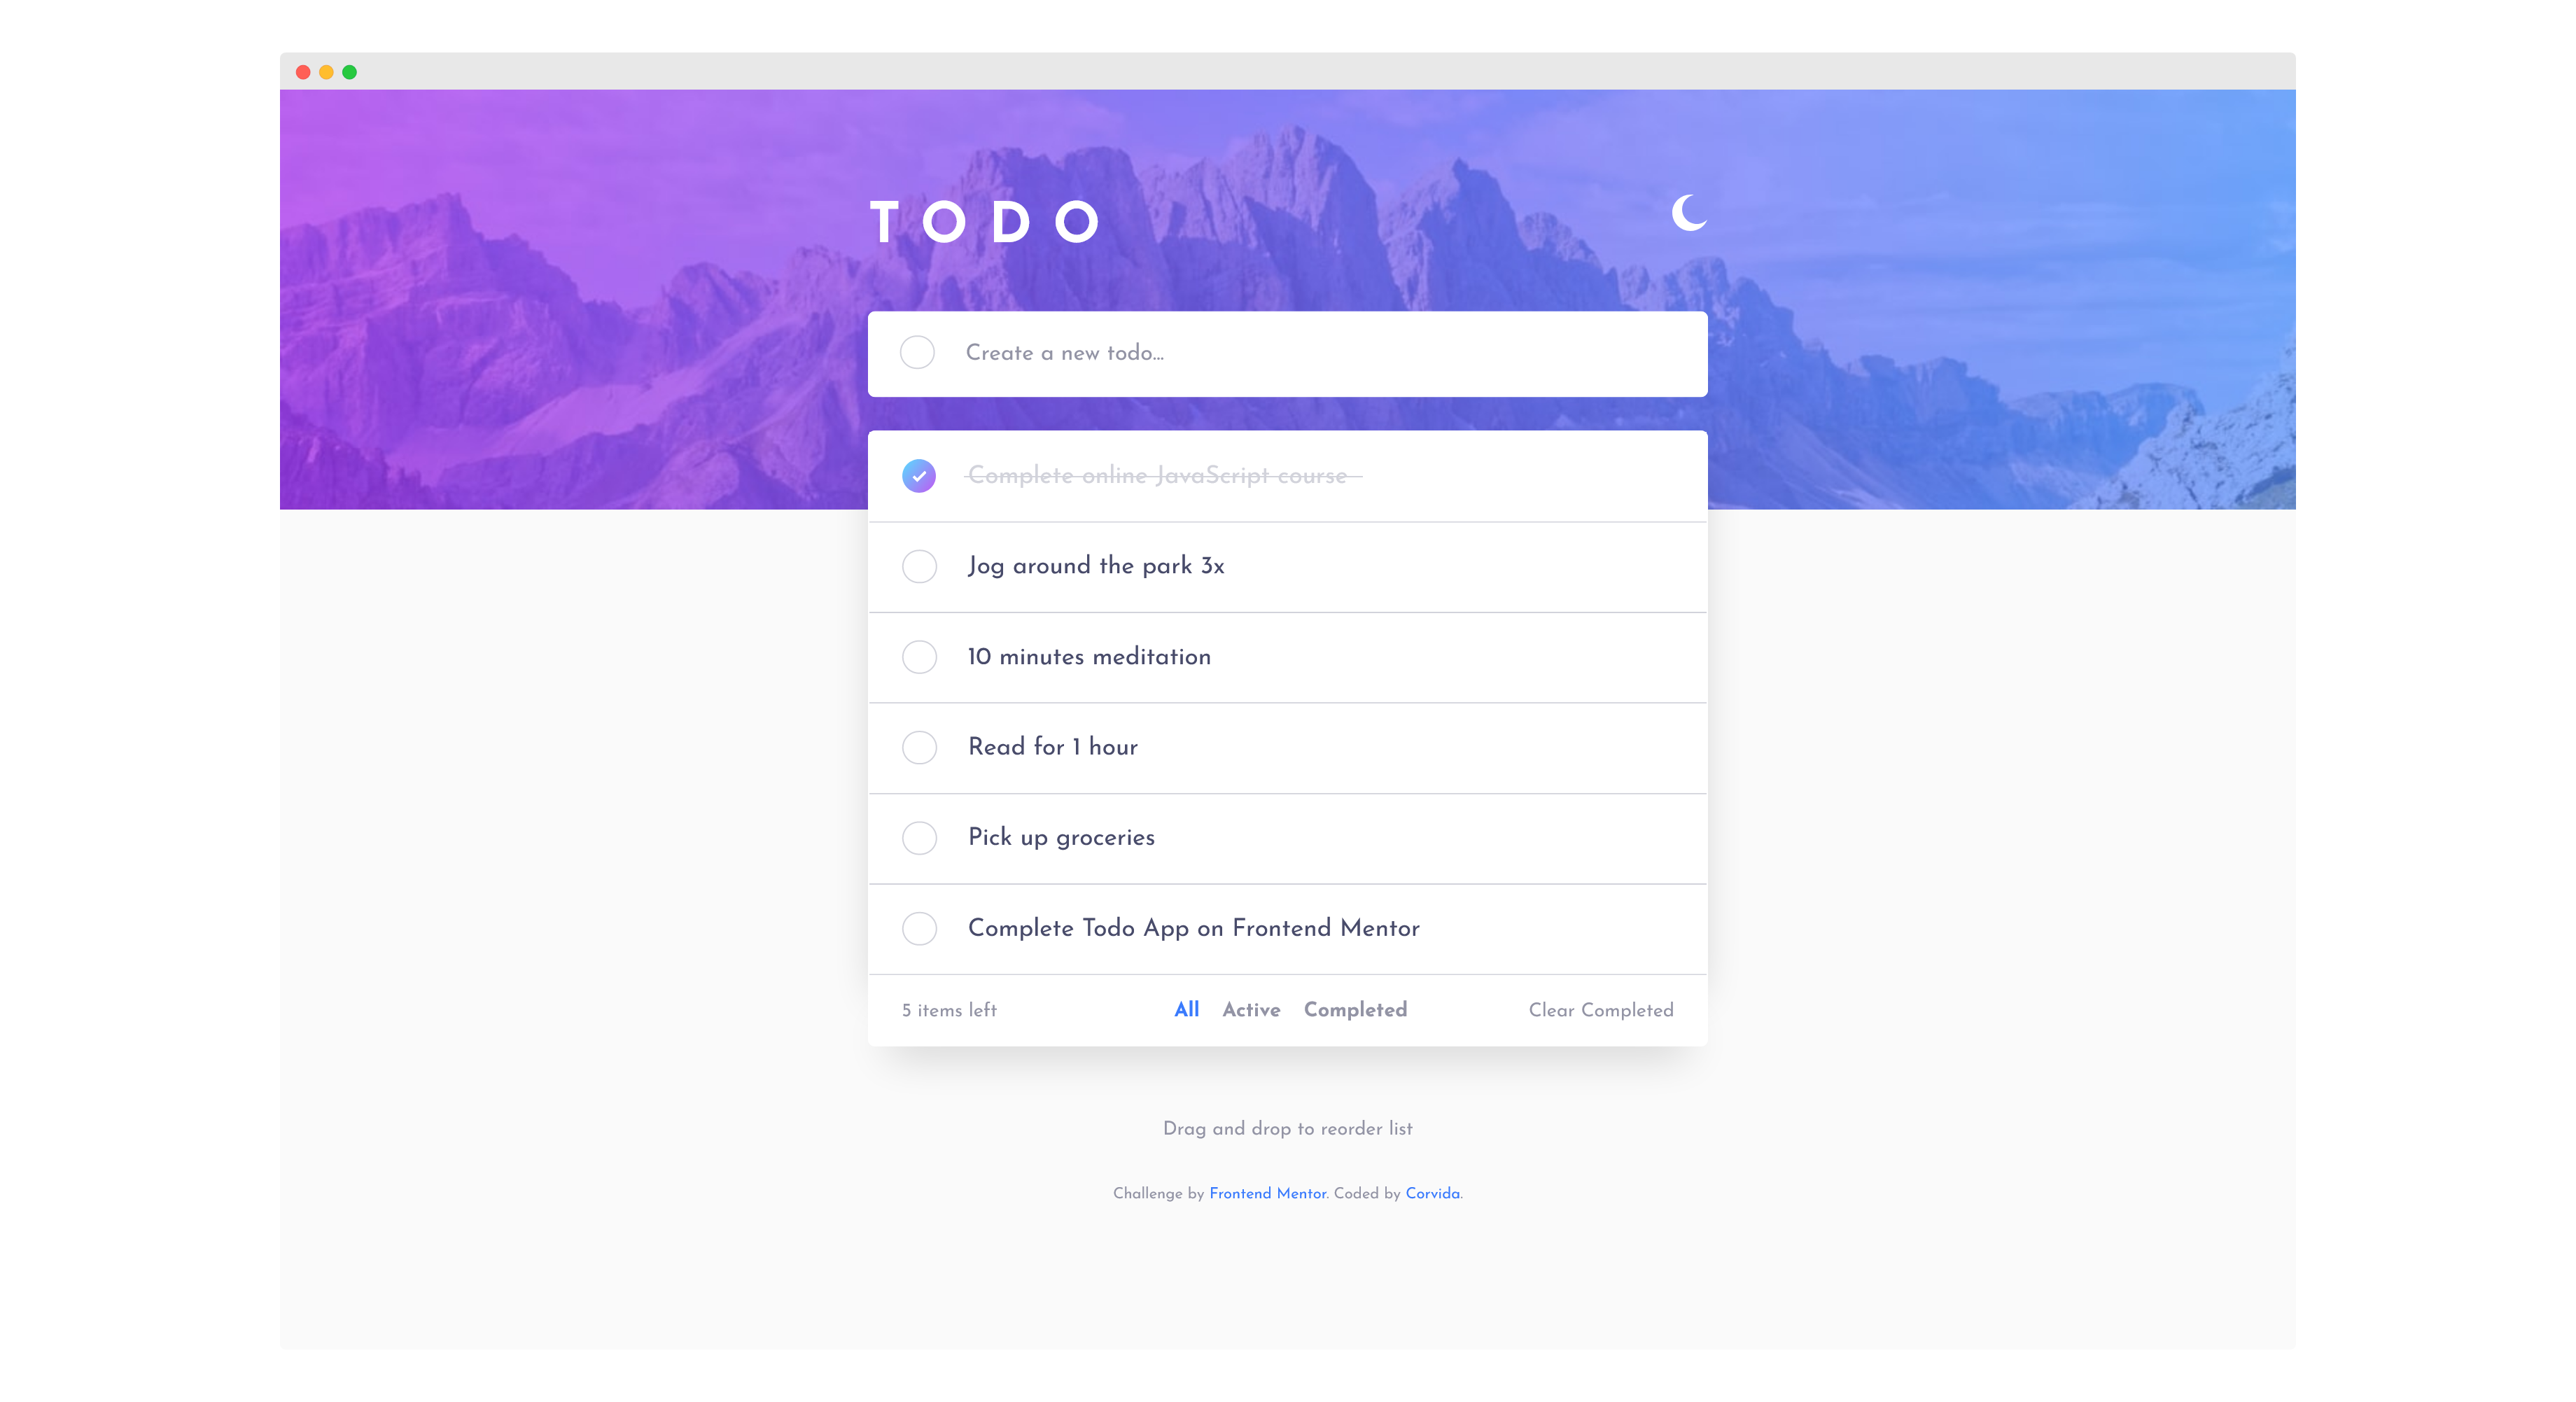 TODO
Create a new todo...
Complete online JavaScript course
Jog around the park 3x
10 minutes meditation
Read for 1 hour
Pick up groceries
Complete Todo App on Frontend Mentor
5 items left All Active Completed Clear Completed
Drag and drop to reorder list
Challenge by Frontend Mentor. Coded by Corvida.